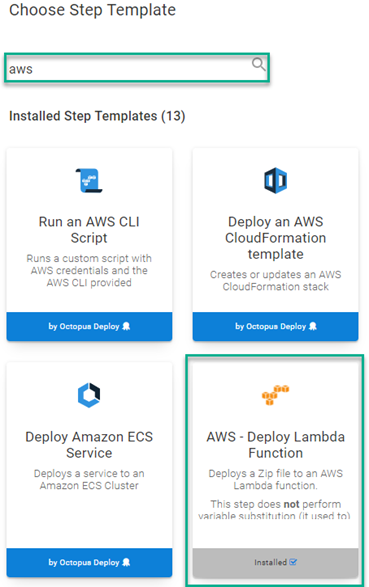 Choose Step Template
aws
Installed Step Templates (13)
Run an AWS CLI
Script
Runs a custom script with
AWS credentials and the
AWS CLI provided
by Octopus Deploy
Deploy an AWS
CloudFormation
template
Creates or updates an AWS
CloudFormation stack
by Octopus Deploy
Deploy Amazon ECS
Service
Deploys a service to an
Amazon ECS Cluster
by Octopus Deploy
AWS - Deploy Lambda
Function
Deploys a Zip file to an AWS
Lambda function.
This step does not perform
variable substitution (it used to)
Installed